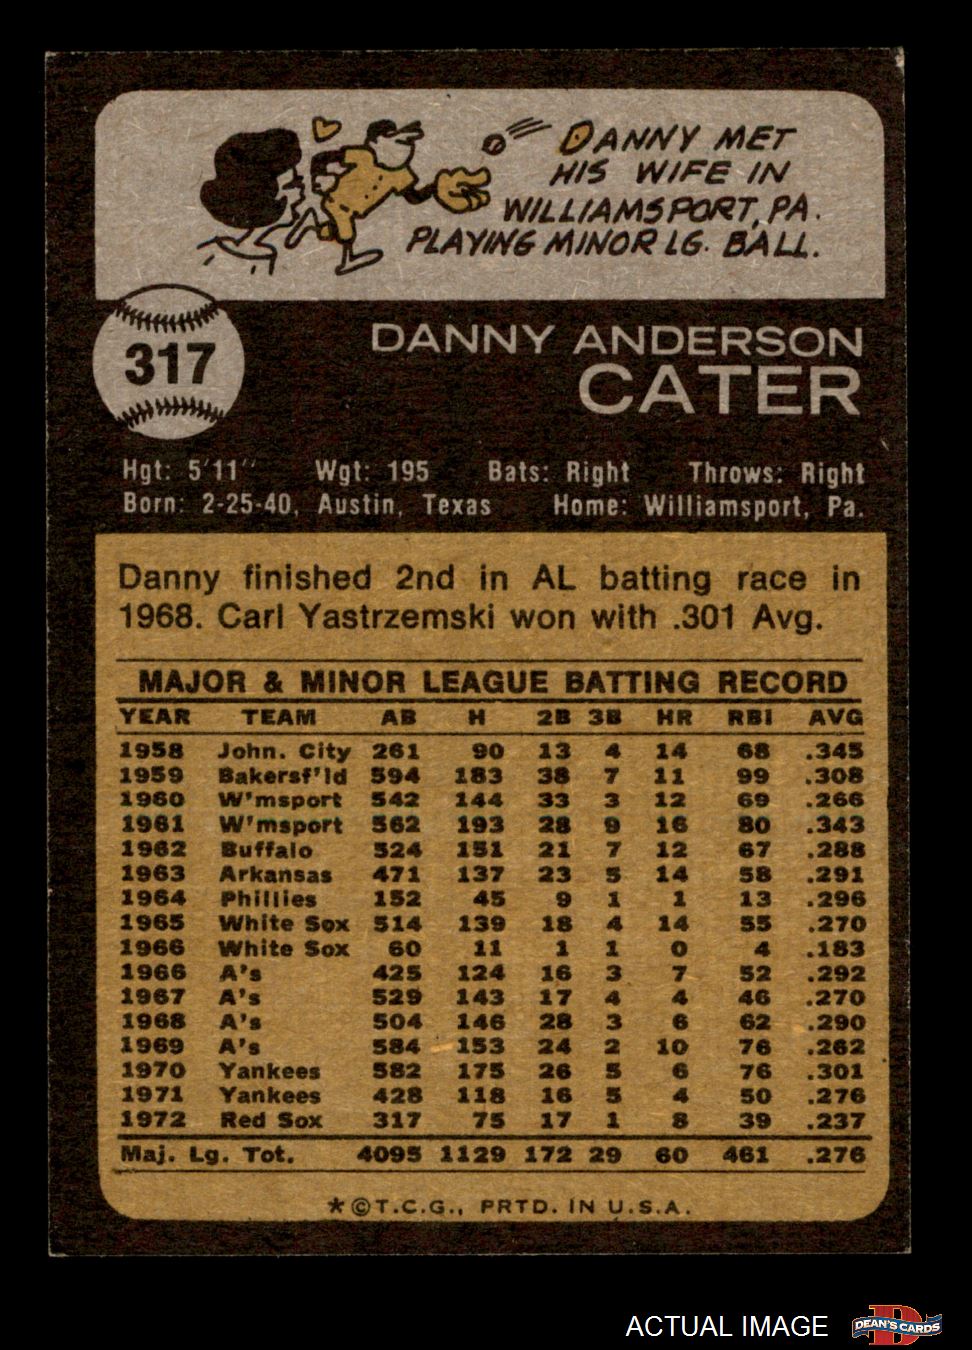 DANNY MET
HIS WIFE IN
WILLIAMSPORT, PA.
PLAYING MINOR LG. BALL.
317
DANNY ANDERSON
CATER
Hgt: 5'11" Wgt: 195 Bats: Right Throws: Right
Born: 2-25-40, Austin, Texas Home: Williamsport, Pa.
Danny finished 2nd in AL batting race in
1968. Carl Yastrzemski won with .301 Avg.
MAJOR & MINOR LEAGUE BATTING RECORD
YEAR TEAM AB H 2B 3B HR RBI AVG
1958 John. City 261 90 13 4 14 68 .345
1959 Bakersf'ld 594 183 38 7 11 99 .308
1960 W'msport 542 144 33 3 12 69 .266
1961 W'msport 562 193 28 9 16 80 .343
1962 Buffalo 524 151 21 7 12 67 .288
1963 Arkansas 471 137 23 5 14 58 .291
1964 Phillies 152 45 9 1 1 13 .296
1965 White Sox 514 139 18 4 14 55 .270
1966 White Sox 60 11 1 1 0 4 .183
1966 A's 425 124 16 3 7 52 .292
1967 A's 529 143 17 4 4 46 .270
1968 A's 504 146 28 3 6 62 .290
1969 A's 584 153 24 2 10 76 .262
1970 Yankees 582 175 26 5 6 76 .301
1971 Yankees 428 118 16 5 4 50 .276
1972 Red Sox 317 75 17 1 8 39 .237
Maj. Lg. Tot. 4095 1129 172 29 60 461 .276
*©T.C.G., PRTD. IN U.S.A.
ACTUAL IMAGE
D
DEAN'S CARDS